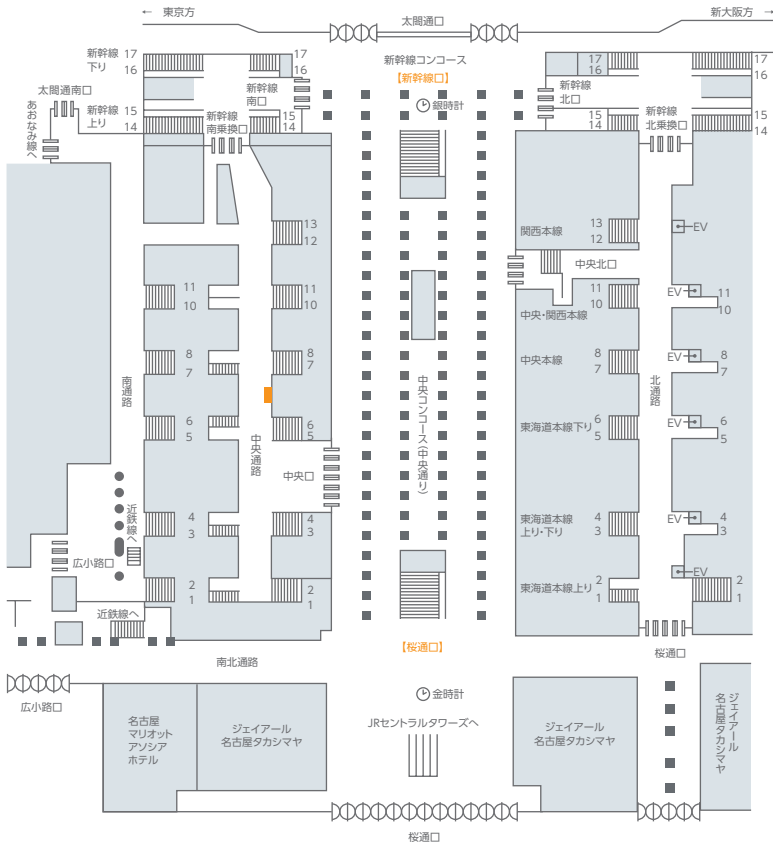 ← 東京方
太閤通口
新大阪方 →
新幹線
下り
17
16
17
16
新幹線コンコース
【新幹線口】
17
16
17
16
新幹線
南口
新幹線
北口
太閤通南口
あおなみ線へ
新幹線
上り
15
14
15
14
銀時計
15
14
15
14
新幹線
南乗換口
新幹線
北乗換口
13
12
関西本線
13
12
EV
中央北口
11
10
11
10
中央・関西本線
11
10
EV
11
10
8
7
8
7
中央本線
8
7
EV
8
7
南通路
中央通路
中央コンコース(中央通り)
北通路
6
5
6
5
東海道本線下り
6
5
EV
6
5
中央口
近鉄線へ
4
3
4
3
東海道本線
上り・下り
4
3
EV
4
3
広小路口
2
1
2
1
東海道本線上り
2
1
EV
2
1
近鉄線へ
南北通路
【桜通口】
桜通口
広小路口
金時計
名古屋
マリオット
アソシア
ホテル
ジェイアール
名古屋タカシマヤ
JRセントラルタワーズへ
ジェイアール
名古屋タカシマヤ
ジェイアール
名古屋タカシマヤ
桜通口